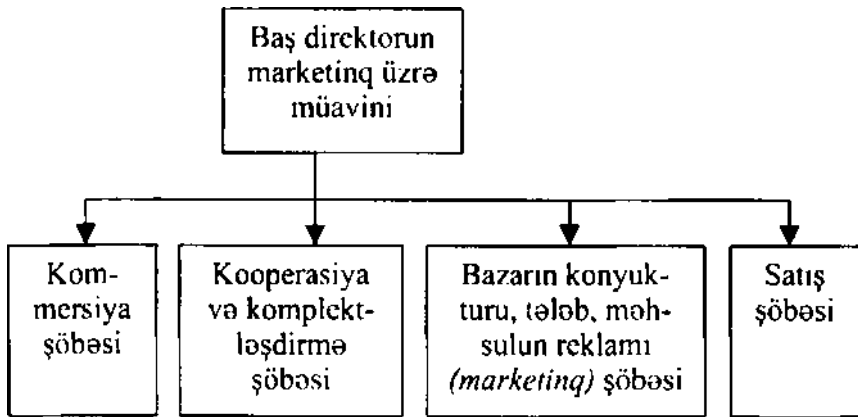 Baş direktorun
marketinq üzrə
müavini
Kom-
mersiya
şöbəsi
Kooperasiya
və komplekt-
ləşdirmə
şöbəsi
Bazarın konyuk-
turu, tələb, məh-
sulun reklamı
(marketinq) şöbəsi
Satış
şöbəsi